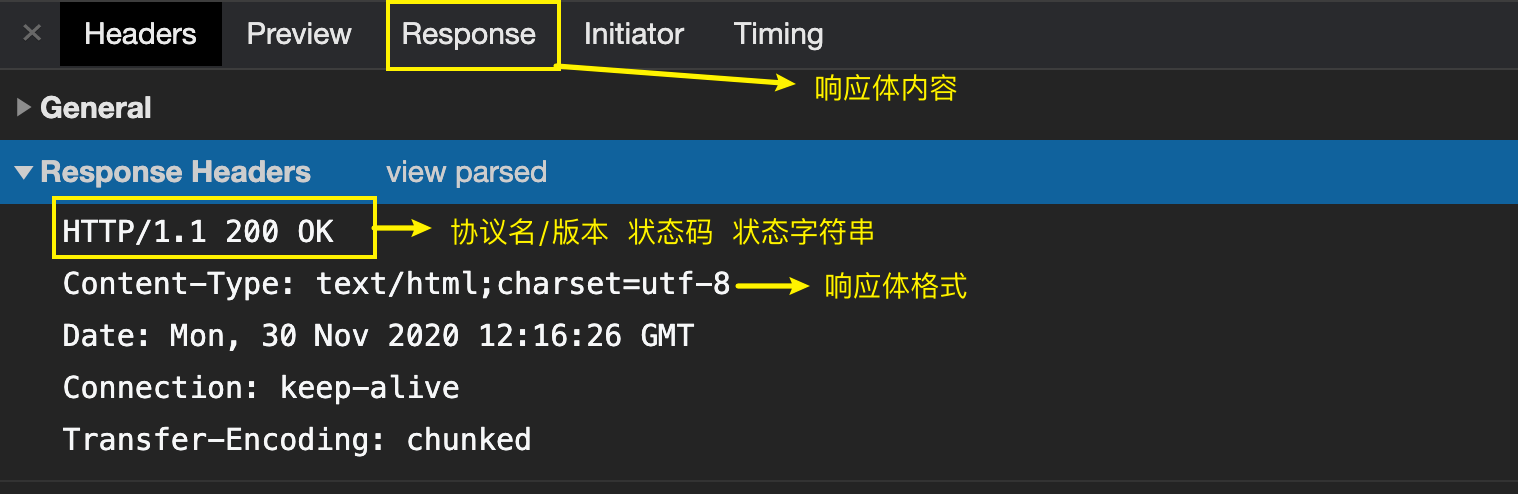 × Headers Preview Response Initiator Timing
响应体内容
General
Response Headers view parsed
HTTP/1.1 200 OK 协议名/版本 状态码 状态字符串
Content-Type: text/html;charset=utf-8 响应体格式
Date: Mon, 30 Nov 2020 12:16:26 GMT
Connection: keep-alive
Transfer-Encoding: chunked